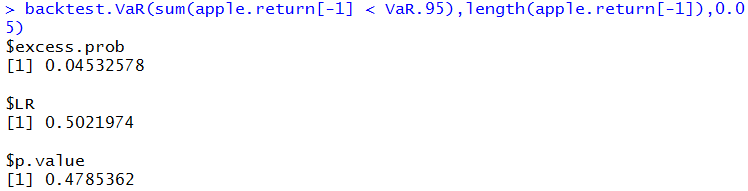 > backtest.VaR(sum(apple.return[-1] < VaR.95),length(apple.return[-1]),0.0
5)
$excess.prob
[1] 0.04532578
$LR
[1] 0.5021974
$p.value
[1] 0.4785362